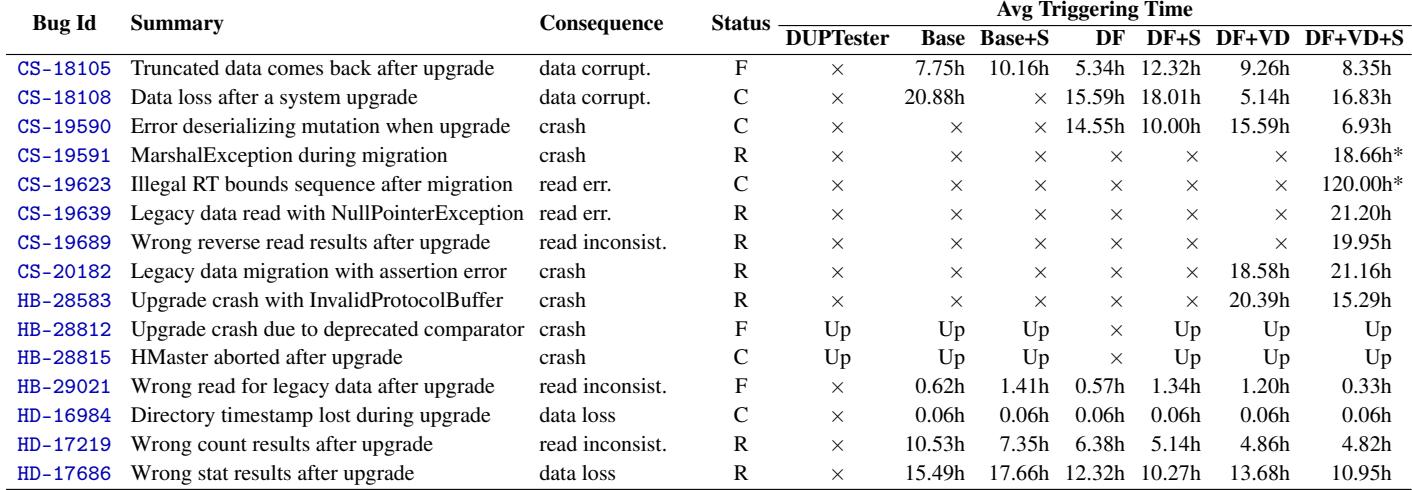 Bug Id Summary Consequence Status Avg Triggering Time
DUPTester Base Base+S DF DF+S DF+VD DF+VD+S
CS-18105 Truncated data comes back after upgrade data corrupt. F × 7.75h 10.16h 5.34h 12.32h 9.26h 8.35h
CS-18108 Data loss after a system upgrade data corrupt. C × 20.88h × 15.59h 18.01h 5.14h 16.83h
CS-19590 Error deserializing mutation when upgrade crash C × × × 14.55h 10.00h 15.59h 6.93h
CS-19591 MarshalException during migration crash R × × × × × × 18.66h*
CS-19623 Illegal RT bounds sequence after migration read err. C × × × × × × 120.00h*
CS-19639 Legacy data read with NullPointerException read err. R × × × × × × 21.20h
CS-19689 Wrong reverse read results after upgrade read inconsist. R × × × × × × 19.95h
CS-20182 Legacy data migration with assertion error crash R × × × × × 18.58h 21.16h
HB-28583 Upgrade crash with InvalidProtocolBuffer crash R × × × × × 20.39h 15.29h
HB-28812 Upgrade crash due to deprecated comparator crash F Up Up Up × Up Up Up
HB-28815 HMaster aborted after upgrade crash C Up Up Up × Up Up Up
HB-29021 Wrong read for legacy data after upgrade read inconsist. F × 0.62h 1.41h 0.57h 1.34h 1.20h 0.33h
HD-16984 Directory timestamp lost during upgrade data loss C × 0.06h 0.06h 0.06h 0.06h 0.06h 0.06h
HD-17219 Wrong count results after upgrade read inconsist. R × 10.53h 7.35h 6.38h 5.14h 4.86h 4.82h
HD-17686 Wrong stat results after upgrade data loss R × 15.49h 17.66h 12.32h 10.27h 13.68h 10.95h